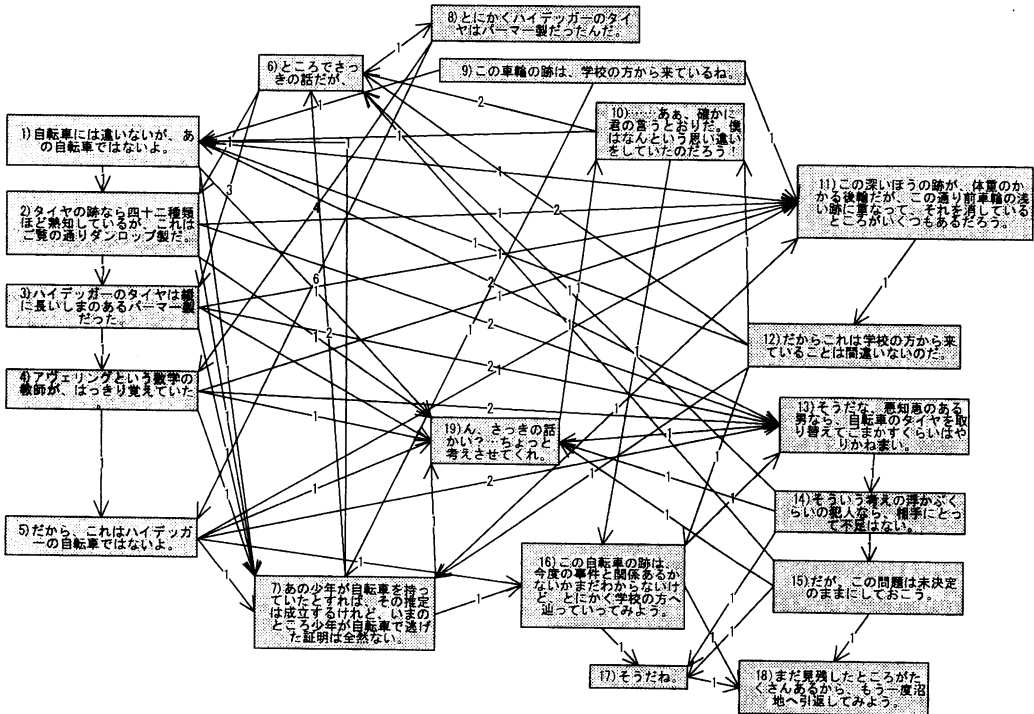 8)とにかくハイデッガーのタイ
ヤはパーマー製だったんだ。
6)ところでさっ
きの話だが、
9)この車輪の跡は、学校の方から来ているね。
10)……あぁ、確かに
君の言うとおりだ。僕
はなんという思い違い
をしていたのだろう！
1)自転車には違いないが、あ
の自転車ではないよ。
2)タイヤの跡なら四十二種類
ほど熟知しているが、これは
ご覧の通りダンロップ製だ。
3)ハイデッガーのタイヤは縦
に長いしまのあるパーマー製
だった。
4)アヴェリングという数学の
教師が、はっきり覚えていた
5)だから、これはハイデッガ
ーの自転車ではないよ。
11)この深いほうの跡が、体重のか
かる後輪だが、この通り前車輪の浅
い跡に重なって、それを消している
ところがいくつもあるだろう。
12)だからこれは学校の方から来
ていることは間違いないのだ。
13)そうだな、悪知恵のある
男なら、自転車のタイヤを取
り替えてごまかすぐらいはや
りかねまい。
19)ん、さっきの話
かい？…ちょっと
考えさせてくれ。
14)そういう考えの浮かぶく
らいの犯人なら、相手にとっ
て不足はない。
15)だが、この問題は未決定
のままにしておこう。
16)この自転車の跡は、
今度の事件と関係あるか
ないかまだわからないけ
ど、とにかく学校の方へ
辿っていってみよう。
7)あの少年が自転車を持っ
ていたとすれば、その推定
は成立するけれど、いまの
ところ少年が自転車で逃げ
た証明は全然ない。
17)そうだね。
18)まだ見残したところがた
くさんあるから、もう一度沼
地へ引返してみよう。